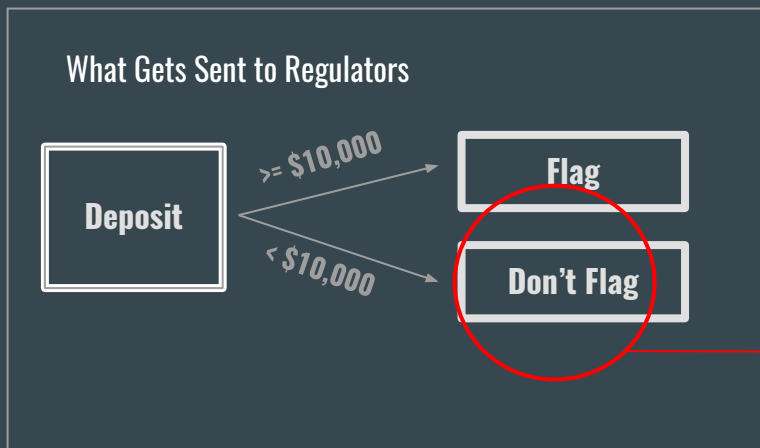 What Gets Sent to Regulators
>= $10,000
Flag
Deposit
< $10,000
Don’t Flag